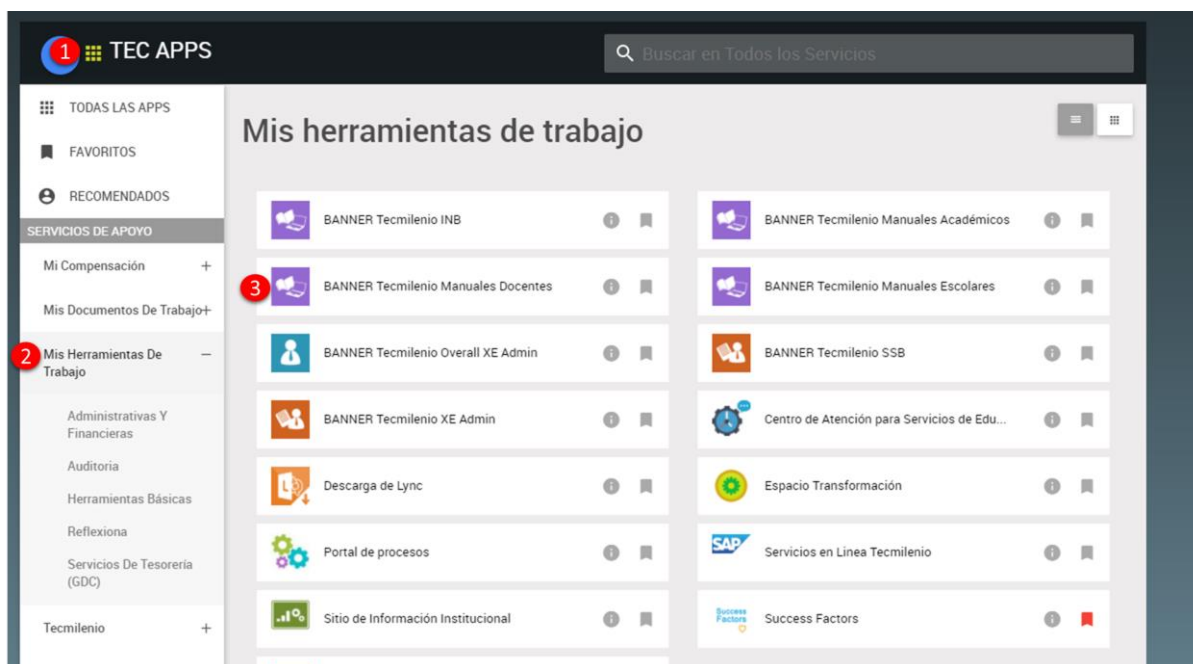 1 TEC APPS
Buscar en Todos los Servicios
TODAS LAS APPS
FAVORITOS
RECOMENDADOS
SERVICIOS DE APOYO
Mi Compensación +
Mis Documentos De Trabajo+
2 Mis Herramientas De –
Trabajo
Administrativas Y
Financieras
Auditoria
Herramientas Básicas
Reflexiona
Servicios De Tesorería
(GDC)
Tecmilenio +
Mis herramientas de trabajo
BANNER Tecmilenio INB
BANNER Tecmilenio Manuales Académicos
3 BANNER Tecmilenio Manuales Docentes
BANNER Tecmilenio Manuales Escolares
BANNER Tecmilenio Overall XE Admin
BANNER Tecmilenio SSB
BANNER Tecmilenio XE Admin
Centro de Atención para Servicios de Edu...
Descarga de Lync
Espacio Transformación
Portal de procesos
SAP
Servicios en Linea Tecmilenio
Sitio de Información Institucional
Success
Factors
Success Factors